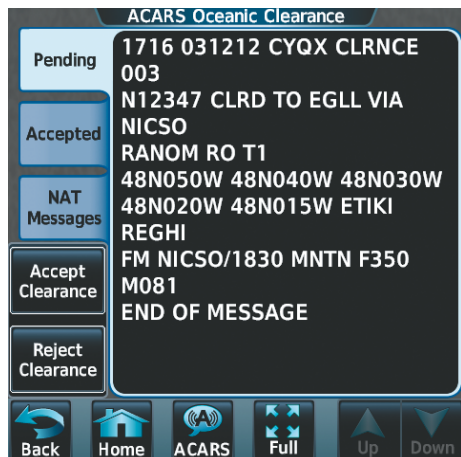 ACARS Oceanic Clearance
Pending
Accepted
NAT
Messages
Accept
Clearance
Reject
Clearance
1716 031212 CYQX CLRNCE
003
N12347 CLRD TO EGLL VIA
NICSO
RANOM RO T1
48N050W 48N040W 48N030W
48N020W 48N015W ETIKI
REGHI
FM NICSO/1830 MNTN F350
M081
END OF MESSAGE
Back
Home
ACARS
Full
Up
Down